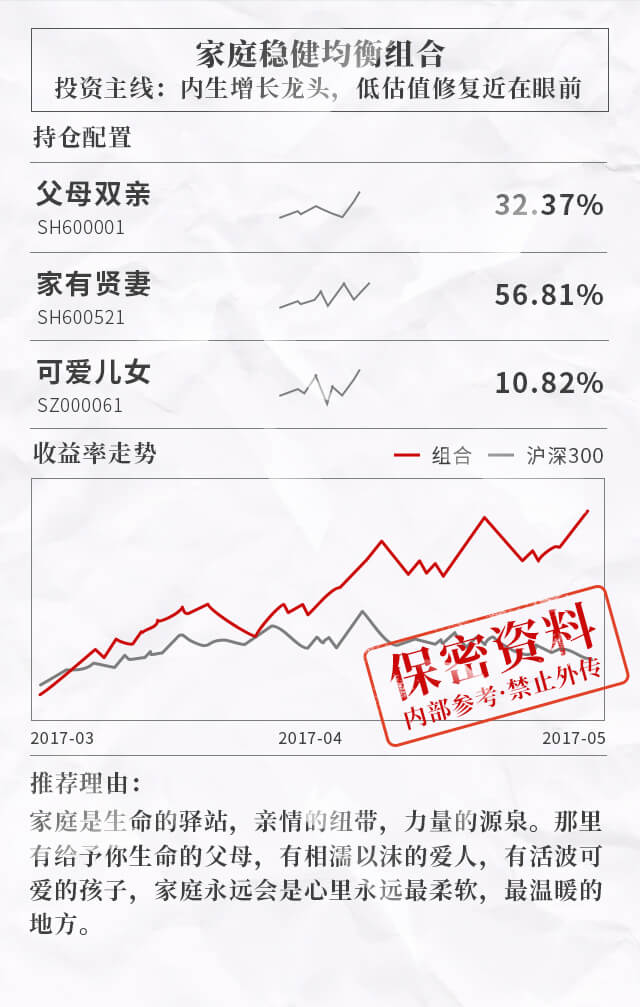 家庭稳健均衡组合
投资主线：内生增长龙头，低估值修复近在眼前
持仓配置
父母双亲
SH600001
32.37%
家有贤妻
SH600521
56.81%
可爱儿女
SZ000061
10.82%
收益率走势
组合
沪深300
保密资料
内部参考·禁止外传
2017-03
2017-04
2017-05
推荐理由：
家庭是生命的驿站，亲情的纽带，力量的源泉。那里
有给予你生命的父母，有相濡以沫的爱人，有活波可
爱的孩子，家庭永远会是心里永远最柔软，最温暖的
地方。